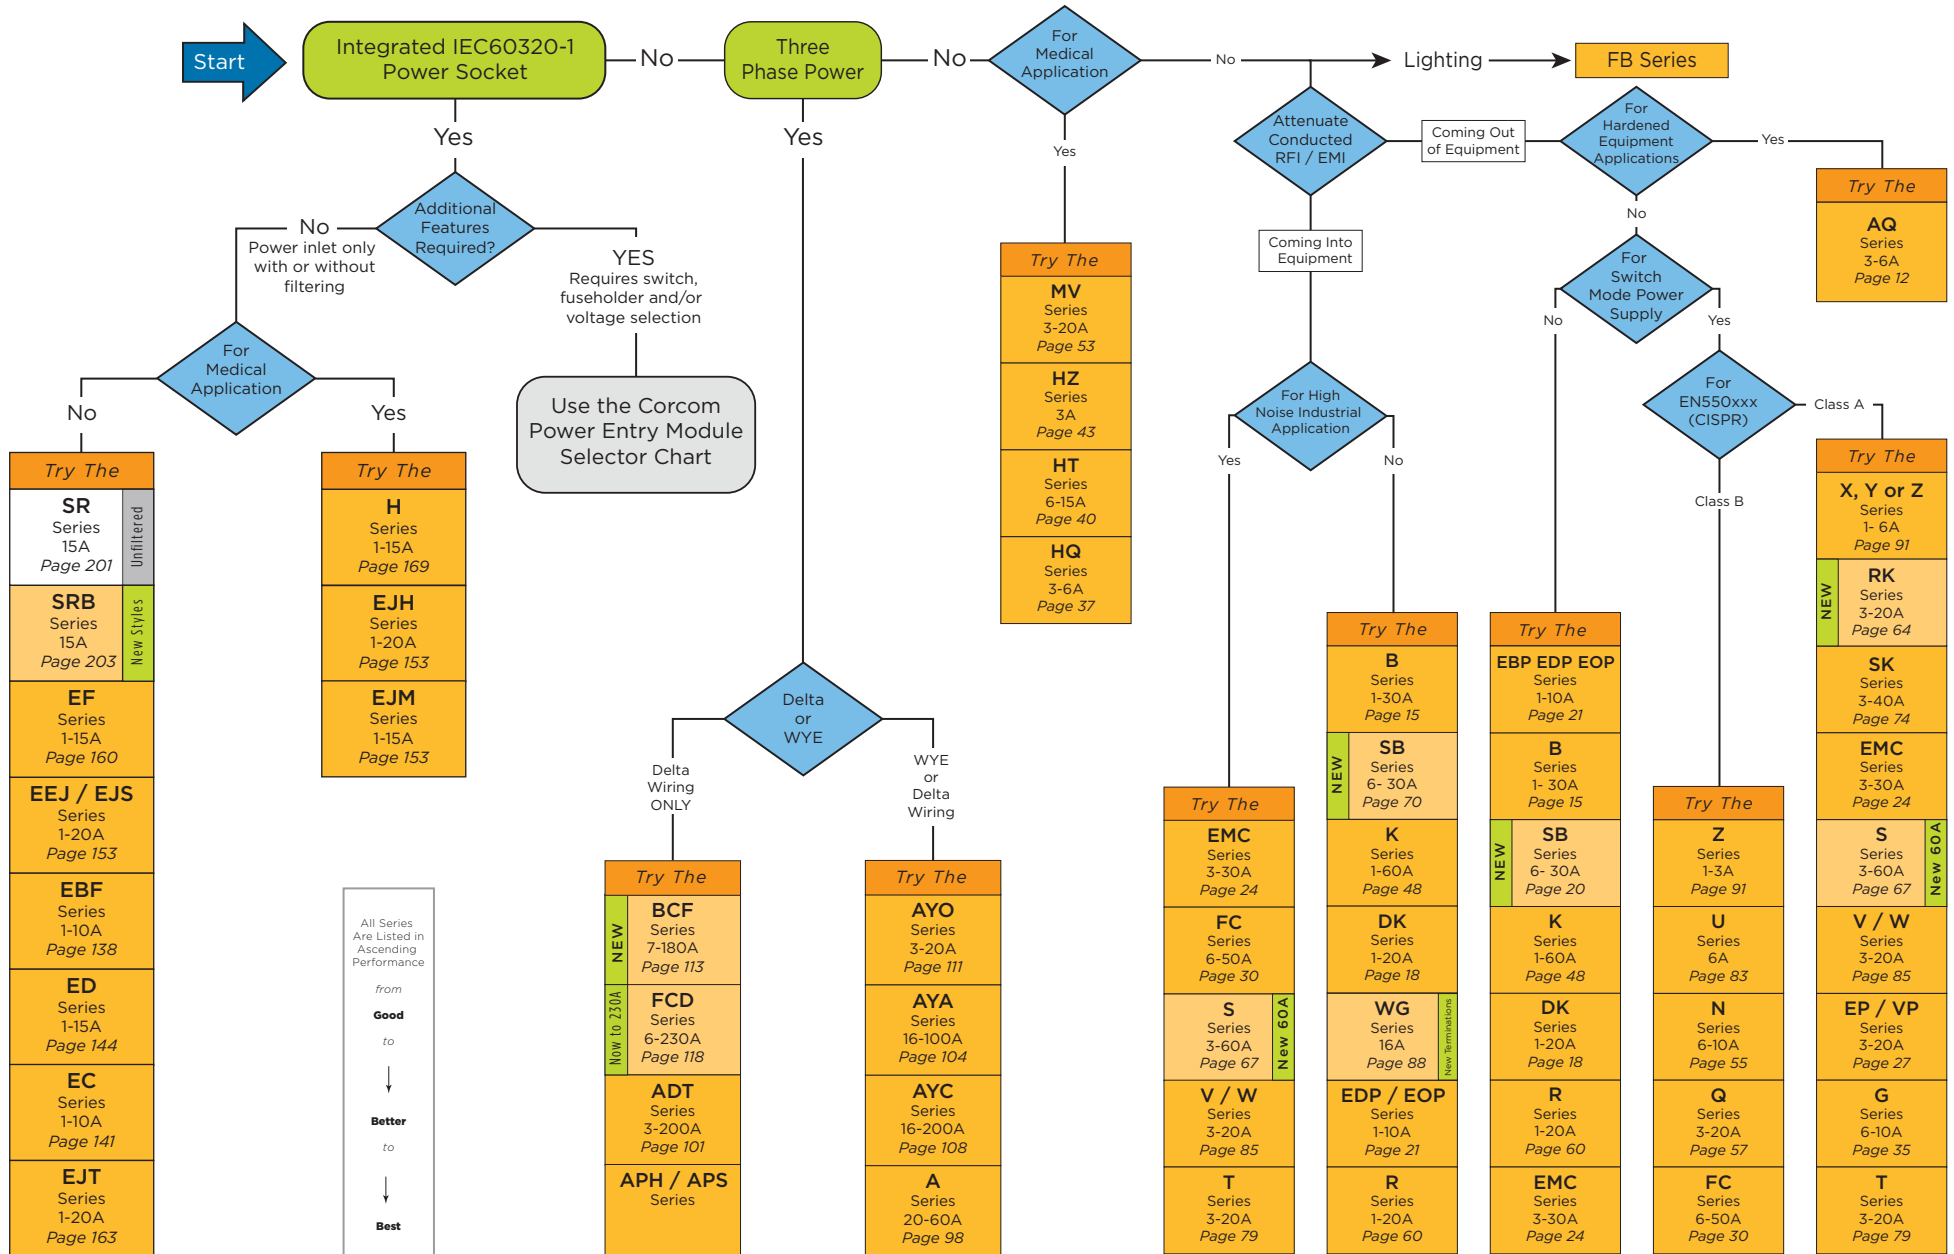 Start
Integrated IEC60320-1
Power Socket
No
Three
Phase Power
No
For
Medical
Application
No
Lighting
FB Series
Yes
Yes
Yes
Attenuate
Conducted
RFI / EMI
Coming Out
of Equipment
For
Hardened
Equipment
Applications
Yes
Try The
AQ
Series
3-6A
Page 12
Additional
Features
Required?
No
Power inlet only
with or without
filtering
YES
Requires switch,
fuseholder and/or
voltage selection
Use the Corcom
Power Entry Module
Selector Chart
For
Medical
Application
No
Yes
Try The
SR
Series
15A
Page 201
Unfiltered
SRB
Series
15A
Page 203
New Styles
EF
Series
1-15A
Page 160
EEJ / EJS
Series
1-20A
Page 153
EBF
Series
1-10A
Page 138
ED
Series
1-15A
Page 144
EC
Series
1-10A
Page 141
EJT
Series
1-20A
Page 163
Try The
H
Series
1-15A
Page 169
EJH
Series
1-20A
Page 153
EJM
Series
1-15A
Page 153
All Series
Are Listed in
Ascending
Performance
from
Good
to
Better
to
Best
Delta
or
WYE
Delta
Wiring
ONLY
WYE
or
Delta
Wiring
Try The
NEW
BCF
Series
7-180A
Page 113
Now to 230A
FCD
Series
6-230A
Page 118
ADT
Series
3-200A
Page 101
APH / APS
Series
Try The
AYO
Series
3-20A
Page 111
AYA
Series
16-100A
Page 104
AYC
Series
16-200A
Page 108
A
Series
20-60A
Page 98
Try The
MV
Series
3-20A
Page 53
HZ
Series
3A
Page 43
HT
Series
6-15A
Page 40
HQ
Series
3-6A
Page 37
Coming Into
Equipment
For High
Noise Industrial
Application
Yes
No
Try The
EMC
Series
3-30A
Page 24
FC
Series
6-50A
Page 30
S
Series
3-60A
Page 67
New 60A
V / W
Series
3-20A
Page 85
T
Series
3-20A
Page 79
Try The
B
Series
1-30A
Page 15
NEW
SB
Series
6- 30A
Page 70
K
Series
1-60A
Page 48
DK
Series
1-20A
Page 18
WG
Series
16A
Page 88
New Terminations
EDP / EOP
Series
1-10A
Page 21
R
Series
1-20A
Page 60
No
For
Switch
Mode Power
Supply
No
Yes
Try The
EBP EDP EOP
Series
1-10A
Page 21
B
Series
1- 30A
Page 15
NEW
SB
Series
6- 30A
Page 20
K
Series
1-60A
Page 48
DK
Series
1-20A
Page 18
R
Series
1-20A
Page 60
EMC
Series
3-30A
Page 24
For
EN550xxx
(CISPR)
Class A
Class B
Try The
Z
Series
1-3A
Page 91
U
Series
6A
Page 83
N
Series
6-10A
Page 55
Q
Series
3-20A
Page 57
FC
Series
6-50A
Page 30
Try The
X, Y or Z
Series
1- 6A
Page 91
NEW
RK
Series
3-20A
Page 64
SK
Series
3-40A
Page 74
EMC
Series
3-30A
Page 24
S
Series
3-60A
Page 67
New 60A
V / W
Series
3-20A
Page 85
EP / VP
Series
3-20A
Page 27
G
Series
6-10A
Page 35
T
Series
3-20A
Page 79